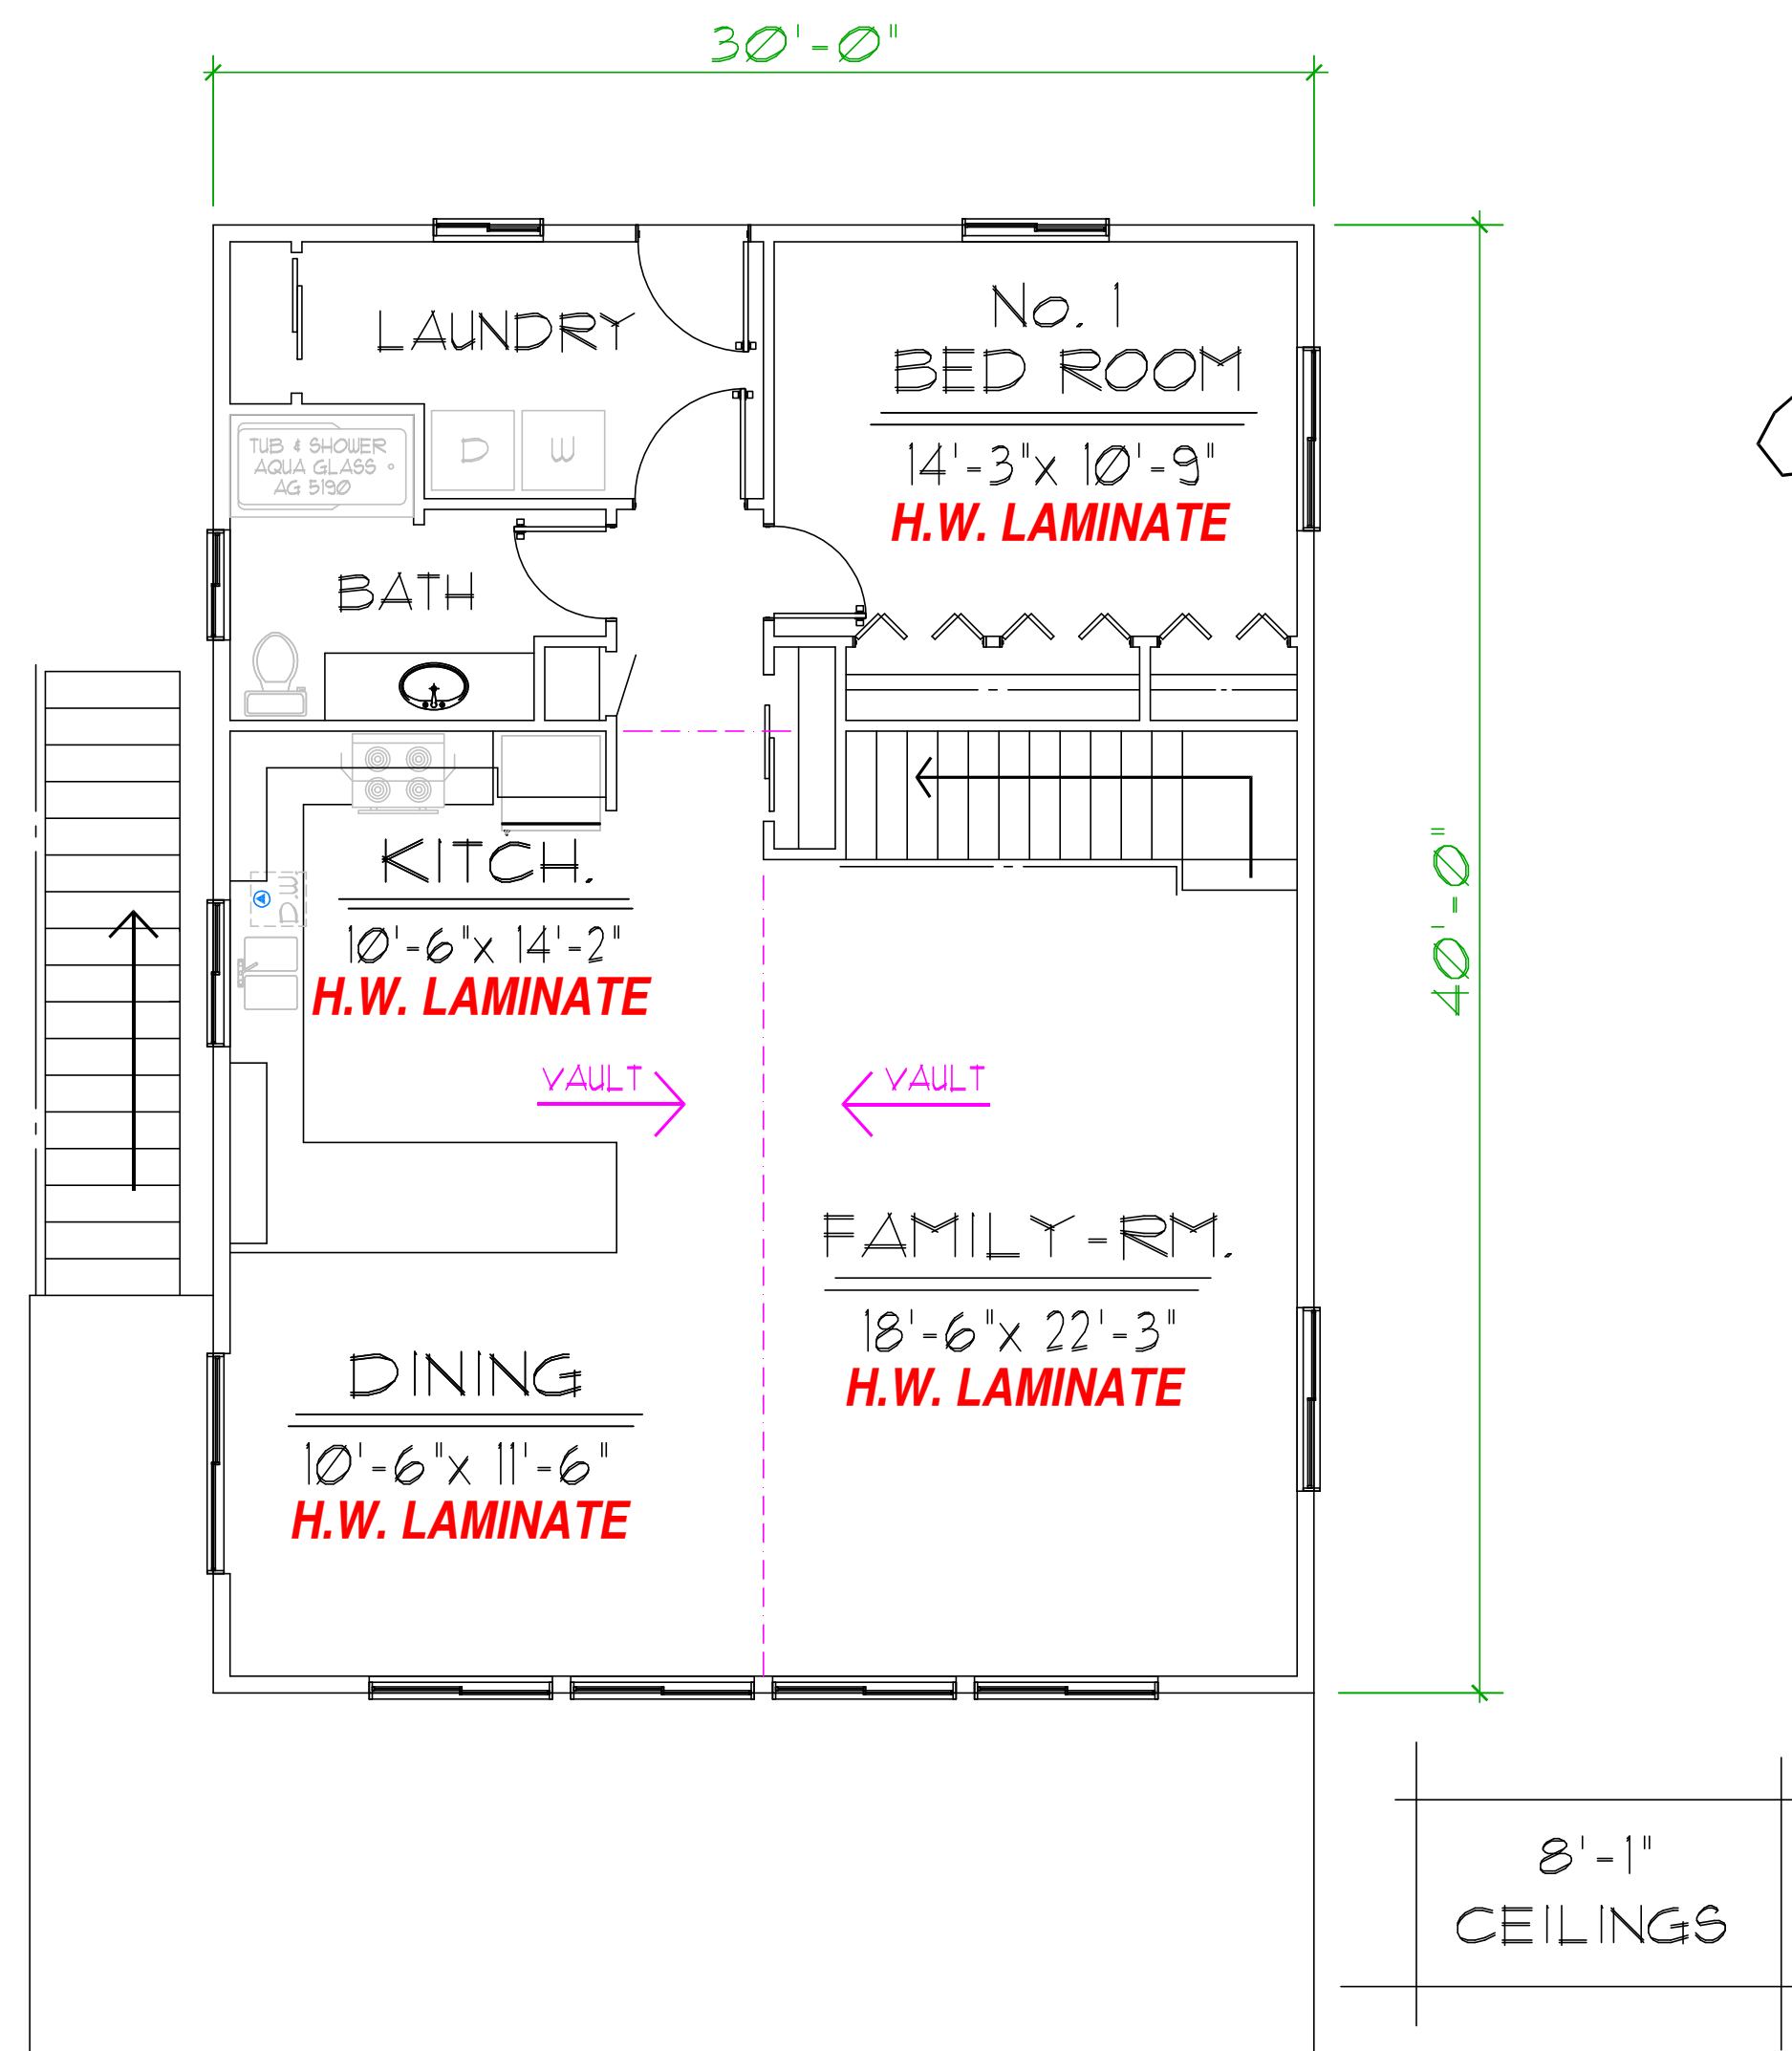 30'-0"
LAUNDRY
No. 1
BED ROOM
14'-3"x 10'-9"
H.W. LAMINATE
TUB & SHOWER
AQUA GLASS
AG 5190
D
W
BATH
KITCH.
10'-6"x 14'-2"
H.W. LAMINATE
D.W
40'-0"
VAULT
VAULT
FAMILY-RM.
18'-6"x 22'-3"
H.W. LAMINATE
DINING
10'-6"x 11'-6"
H.W. LAMINATE
8'-1"
CEILINGS